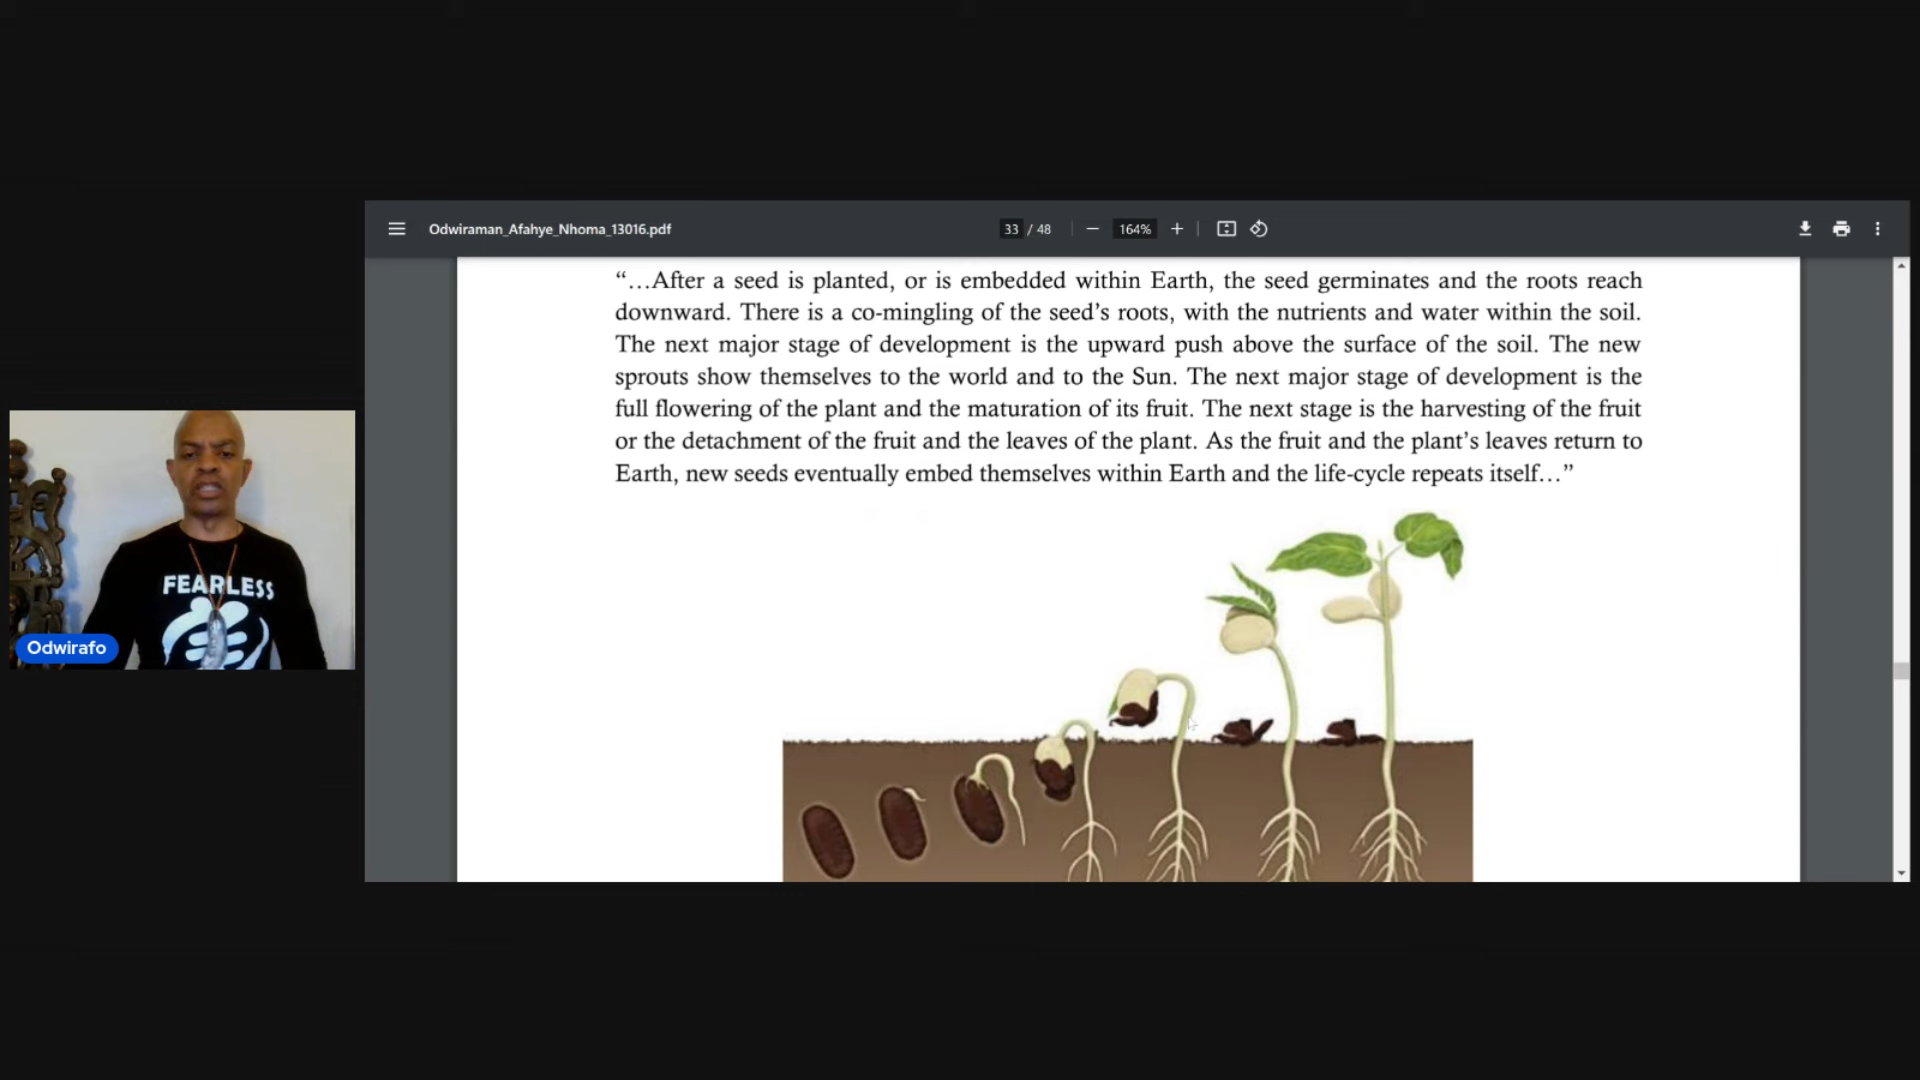 Odwiraman_Afahye_Nhoma_13016.pdf
33 / 48
164%
“…After a seed is planted, or is embedded within Earth, the seed germinates and the roots reach
downward. There is a co-mingling of the seed’s roots, with the nutrients and water within the soil.
The next major stage of development is the upward push above the surface of the soil. The new
sprouts show themselves to the world and to the Sun. The next major stage of development is the
full flowering of the plant and the maturation of its fruit. The next stage is the harvesting of the fruit
or the detachment of the fruit and the leaves of the plant. As the fruit and the plant’s leaves return to
Earth, new seeds eventually embed themselves within Earth and the life-cycle repeats itself…”
FEARLESS
Odwirafo